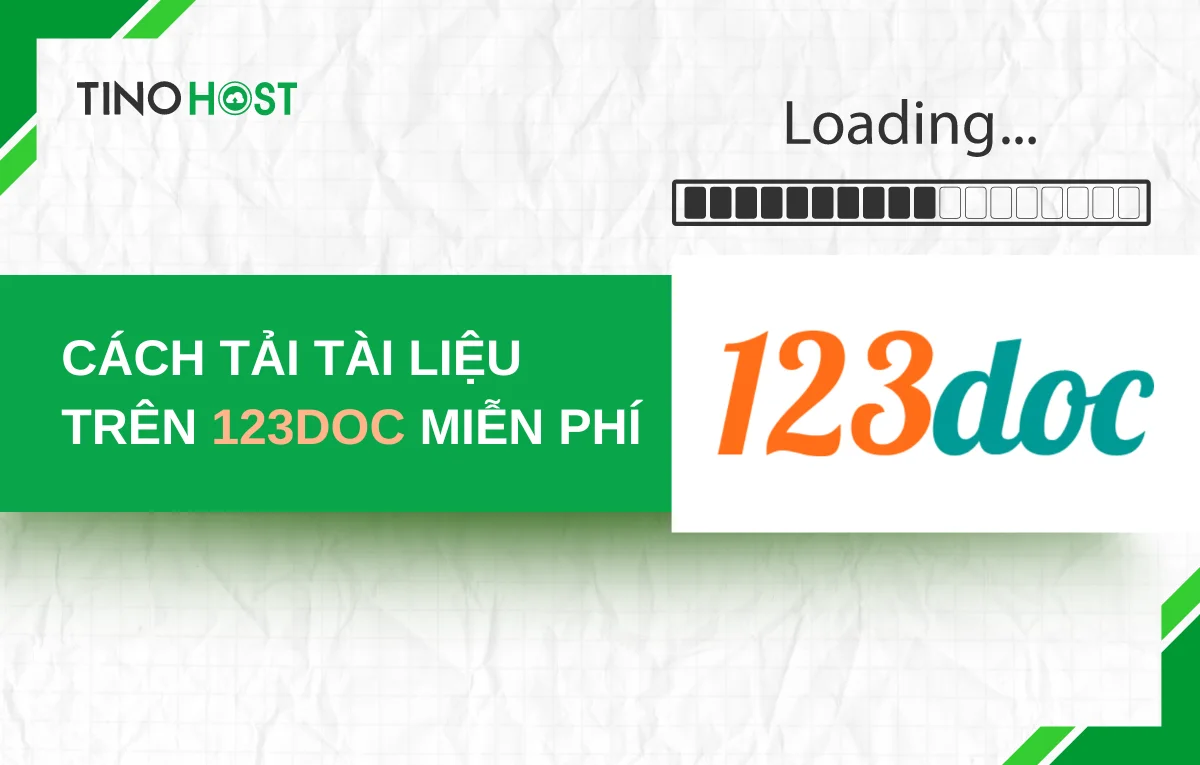 TINOHOST
Loading...
CÁCH TẢI TÀI LIỆU
TRÊN 123DOC MIỄN PHÍ
123doc